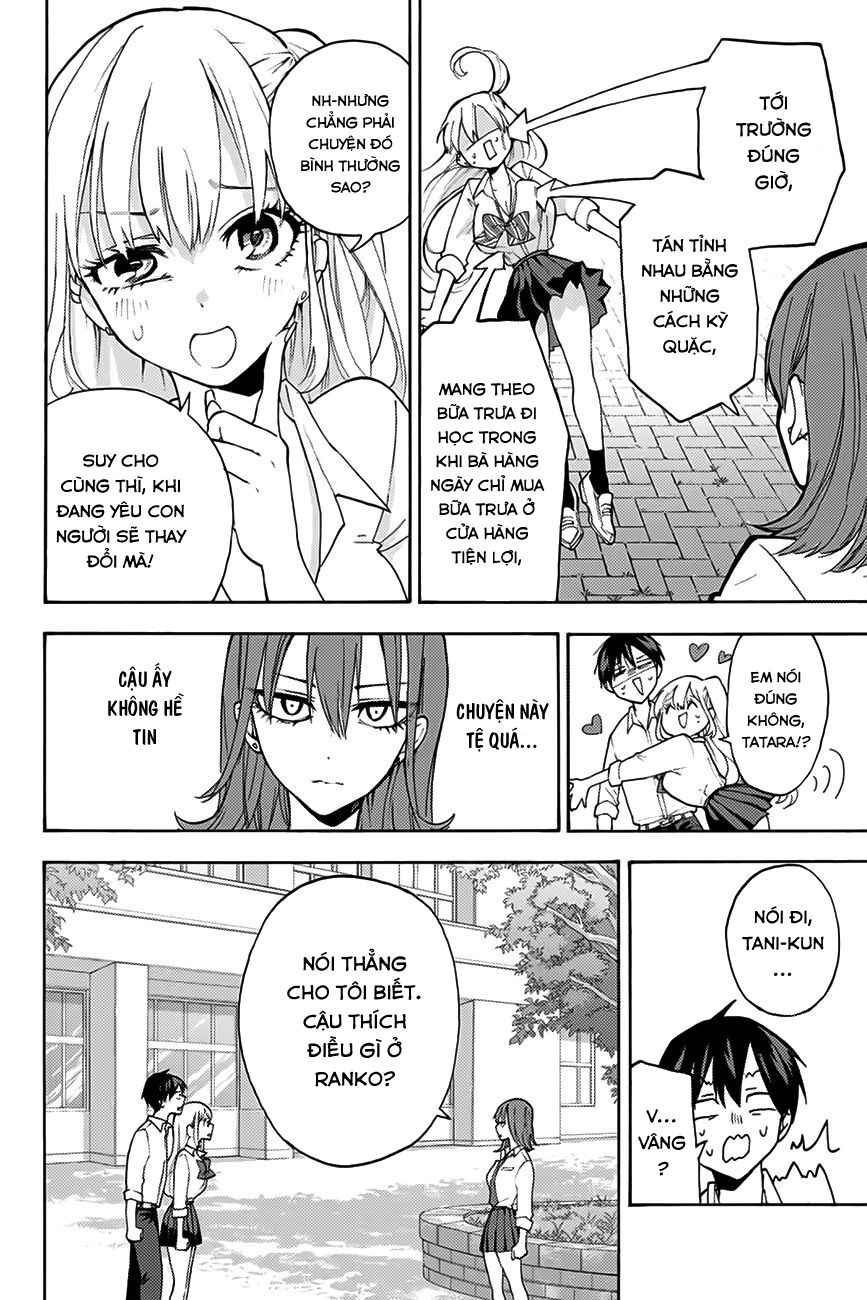 TỚI
TRƯỜNG
ĐÚNG
GIỜ,
TÁN TỈNH
NHAU BẰNG
NHỮNG
CÁCH KỲ
QUẶC,
MANG THEO
BỮA TRƯA ĐI
HỌC TRONG
KHI BÀ HÀNG
NGÀY CHỈ MUA
BỮA TRƯA Ở
CỬA HÀNG
TIỆN LỢI,
NH-NHƯNG
CHẲNG PHẢI
CHUYỆN ĐÓ
BÌNH THƯỜNG
SAO?
SUY CHO
CÙNG THÌ, KHI
ĐANG YÊU CON
NGƯỜI SẼ THAY
ĐỔI MÀ!
EM NÓI
ĐÚNG
KHÔNG,
TATARA!?
CHUYỆN NÀY
TỆ QUÁ...
CẬU ẤY
KHÔNG HỀ
TIN
NÓI ĐI,
TANI-KUN
...
V...
VÂNG
?
NÓI THẲNG
CHO TÔI BIẾT.
CẬU THÍCH
ĐIỀU GÌ Ở
RANKO?